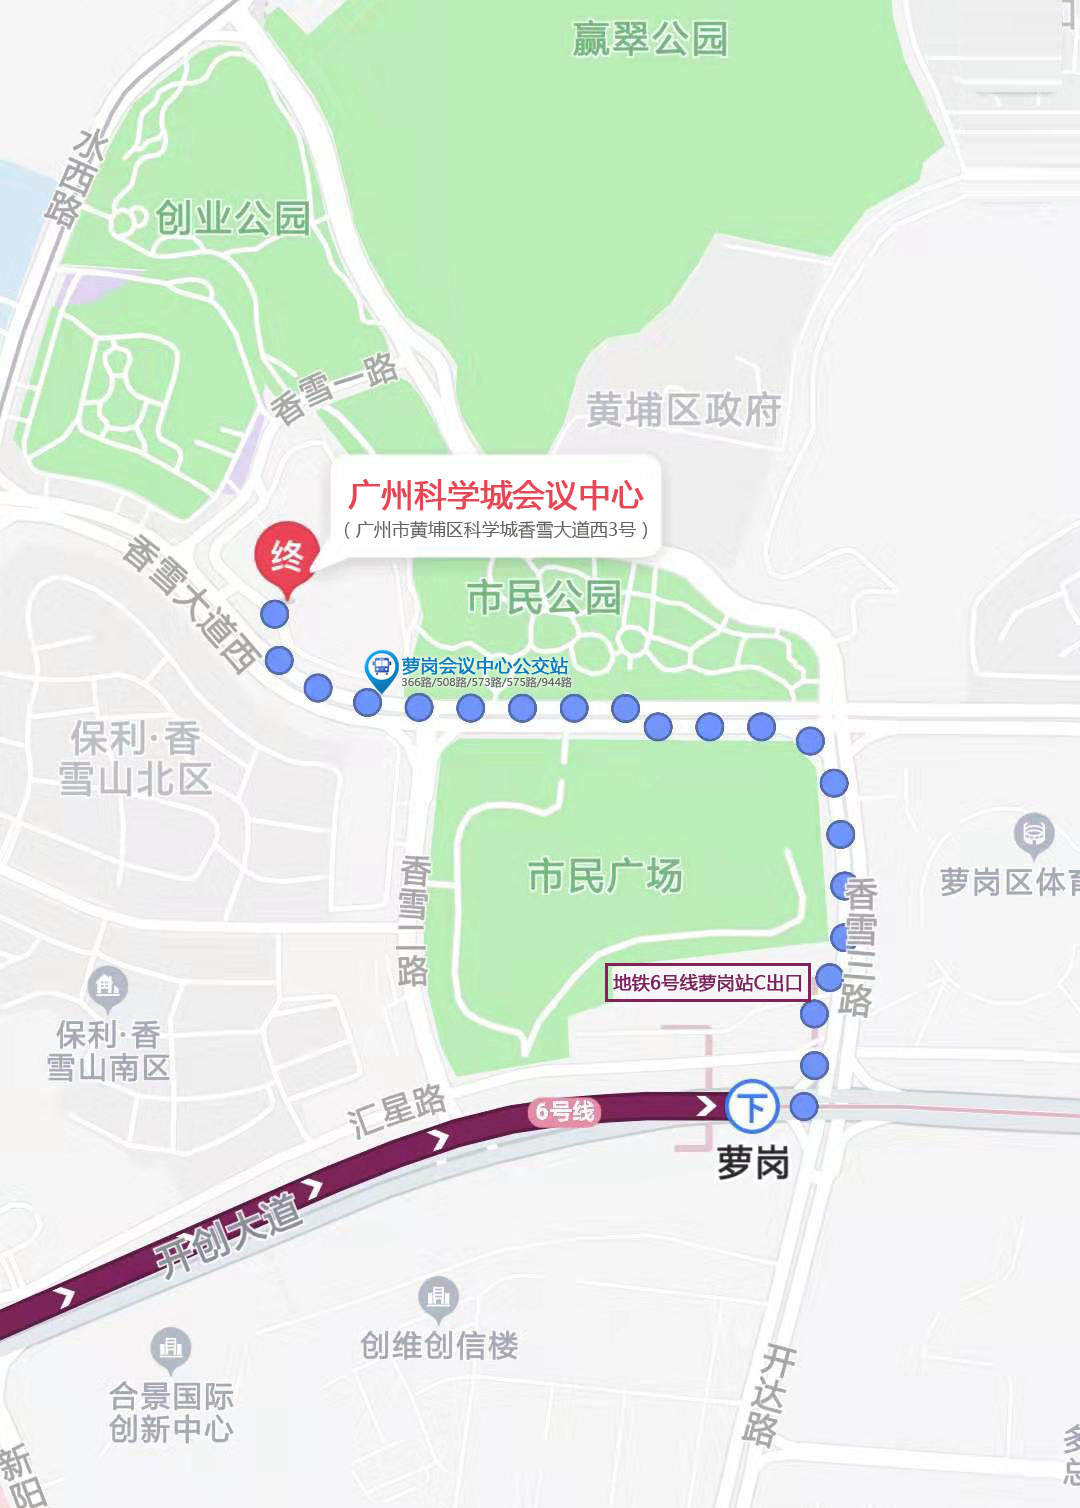 赢翠公园
水西路
创业公园
香雪一路
黄埔区政府
广州科学城会议中心
（广州市黄埔区科学城香雪大道西3号）
终
香雪大道西
市民公园
萝岗会议中心公交站
366路/508路/573路/575路/944路
保利·香
雪山北区
市民广场
香雪二路
香雪三路
萝岗区体育
地铁6号线萝岗站C出口
保利·香
雪山南区
汇星路
6号线
下
萝岗
开创大道
创维创信楼
合景国际
创新中心
开达路
新阳
多
总